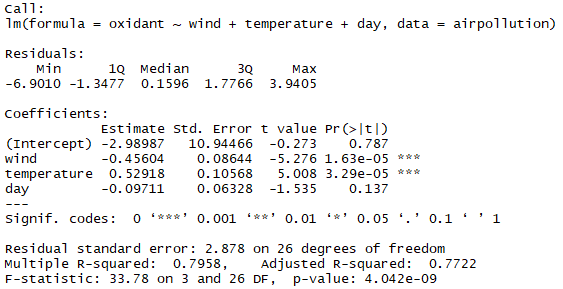 Call:
lm(formula = oxidant ~ wind + temperature + day, data = airpollution)
Residuals:
    Min      1Q  Median      3Q     Max
-6.9010 -1.3477  0.1596  1.7766  3.9405
Coefficients:
            Estimate Std. Error t value Pr(>|t|)
(Intercept) -2.98987   10.94466  -0.273    0.787
wind        -0.45604    0.08644  -5.276 1.63e-05 ***
temperature  0.52918    0.10568   5.008 3.29e-05 ***
day         -0.09711    0.06328  -1.535    0.137
---
Signif. codes:  0 ‘***’ 0.001 ‘**’ 0.01 ‘*’ 0.05 ‘.’ 0.1 ‘ ’ 1
Residual standard error: 2.878 on 26 degrees of freedom
Multiple R-squared:  0.7958,    Adjusted R-squared:  0.7722
F-statistic: 33.78 on 3 and 26 DF,  p-value: 4.042e-09